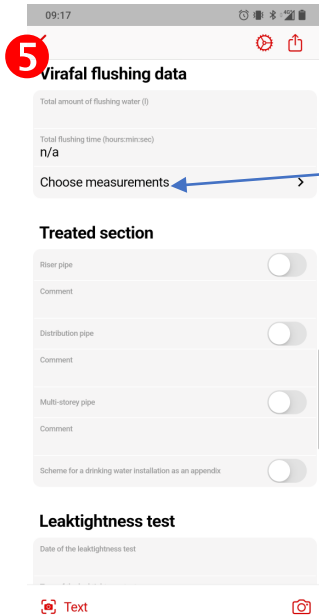 09:17
4G
5
Virafal flushing data
Total amount of flushing water (l)
Total flushing time (hours:min:sec)
n/a
Choose measurements
Treated section
Riser pipe
Comment
Distribution pipe
Comment
Multi-storey pipe
Comment
Scheme for a drinking water installation as an appendix
Leaktightness test
Date of the leaktightness test
Text